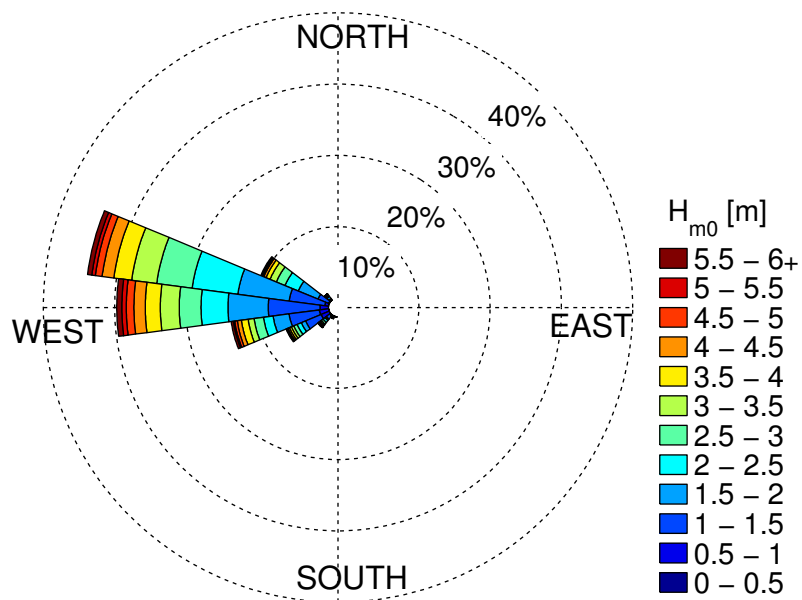 NORTH
40%
30%
20%
10%
WEST
EAST
SOUTH
Hm0 [m]
5.5 – 6+
5 – 5.5
4.5 – 5
4 – 4.5
3.5 – 4
3 – 3.5
2.5 – 3
2 – 2.5
1.5 – 2
1 – 1.5
0.5 – 1
0 – 0.5